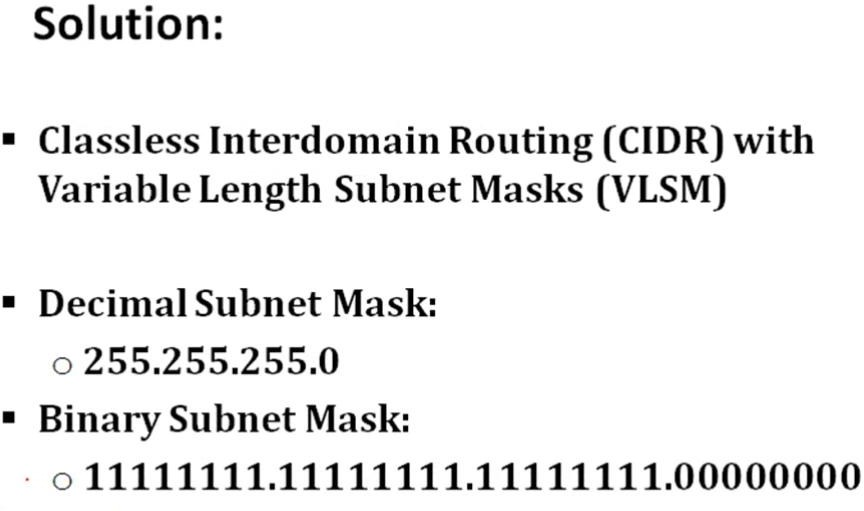 Solution:
▪ Classless Interdomain Routing (CIDR) with
Variable Length Subnet Masks (VLSM)
▪ Decimal Subnet Mask:
o 255.255.255.0
▪ Binary Subnet Mask:
o 11111111.11111111.11111111.00000000